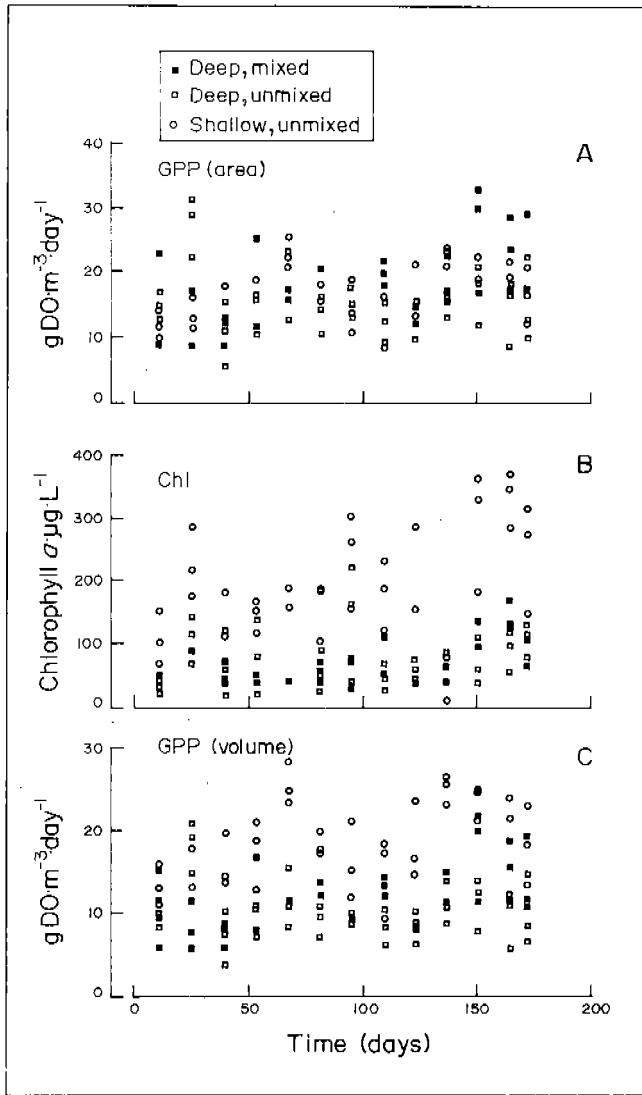 Deep, mixed
Deep, unmixed
Shallow, unmixed
A
GPP (area)
gDO·m⁻³·day⁻¹
40
30
20
10
0
B
Chl
Chlorophyll a·µg·L⁻¹
400
300
200
100
0
C
GPP (volume)
gDO·m⁻³·day⁻¹
30
20
10
0
0
50
100
150
200
Time (days)